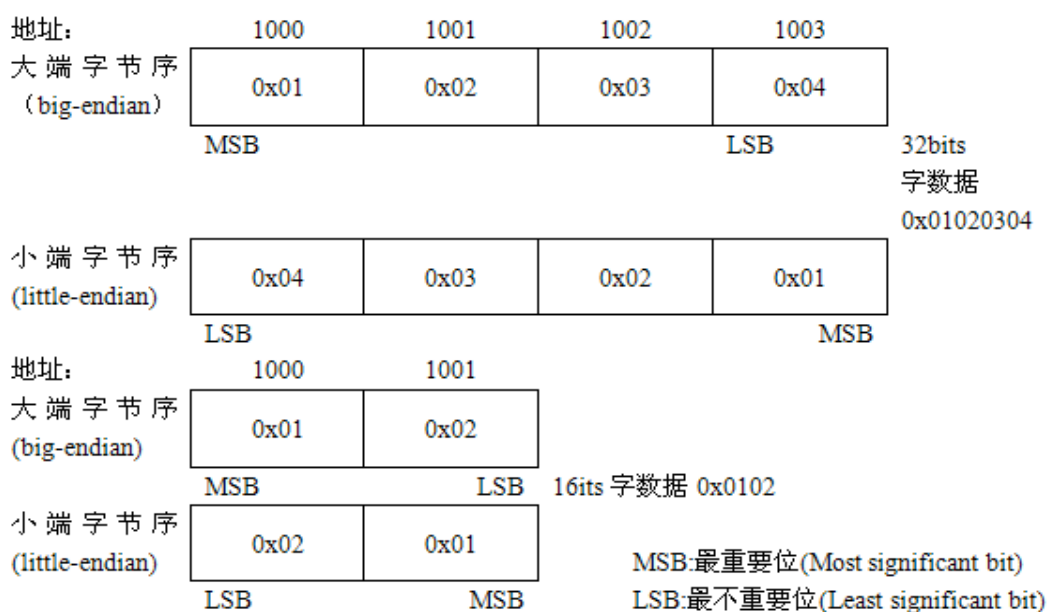 地址： 1000 1001 1002 1003
大端字节序
（big-endian） 0x01 0x02 0x03 0x04
MSB LSB 32bits
字数据
0x01020304
小端字节序
(little-endian) 0x04 0x03 0x02 0x01
LSB MSB
地址： 1000 1001
大端字节序
(big-endian) 0x01 0x02
MSB LSB 16its 字数据 0x0102
小端字节序
(little-endian) 0x02 0x01
MSB:最重要位(Most significant bit)
LSB MSB LSB:最不重要位(Least significant bit)